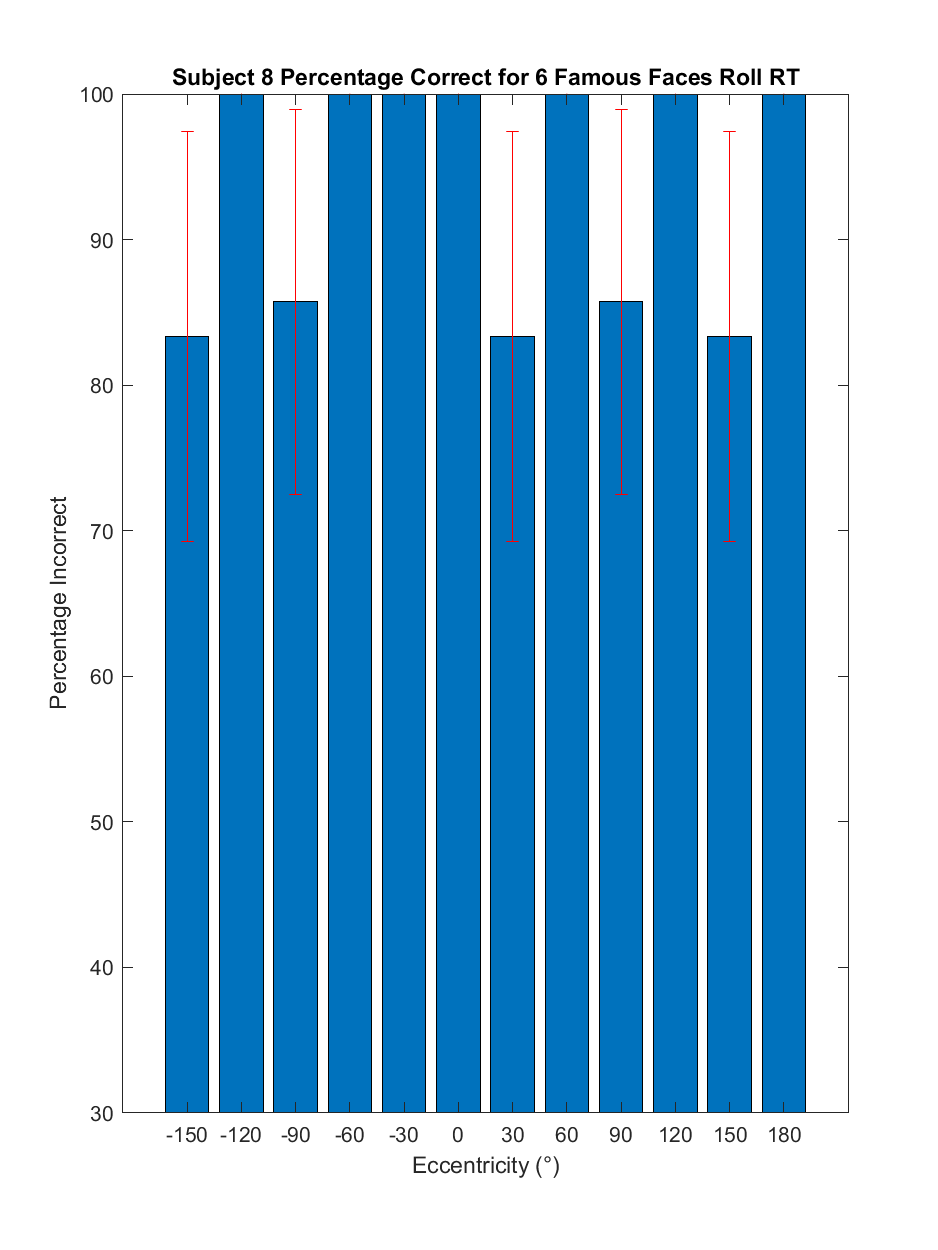 Subject 8 Percentage Correct for 6 Famous Faces Roll RT
100
90
80
70
60
50
40
30
Percentage Incorrect
-150 -120 -90 -60 -30 0 30 60 90 120 150 180
Eccentricity (°)